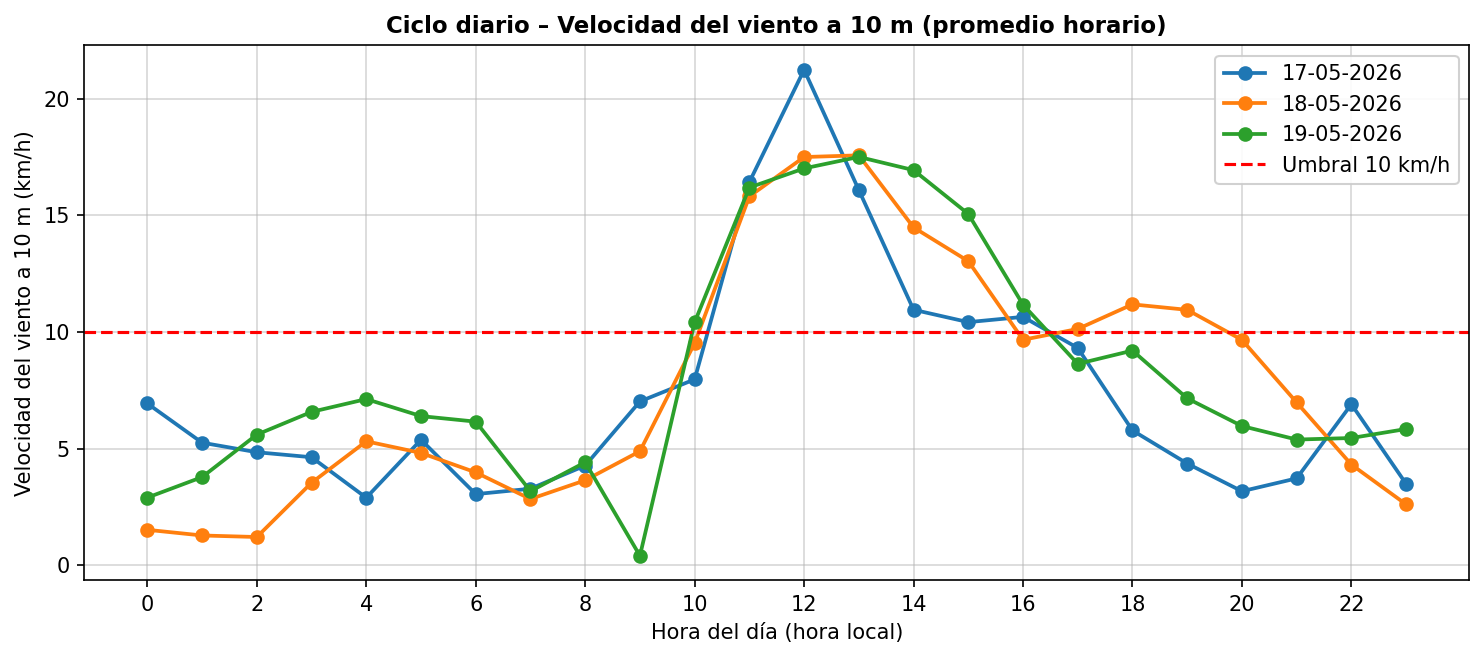 Ciclo diario – Velocidad del viento a 10 m (promedio horario)
17-05-2026
18-05-2026
19-05-2026
Umbral 10 km/h
Velocidad del viento a 10 m (km/h)
20
15
10
5
0
0 2 4 6 8 10 12 14 16 18 20 22
Hora del día (hora local)